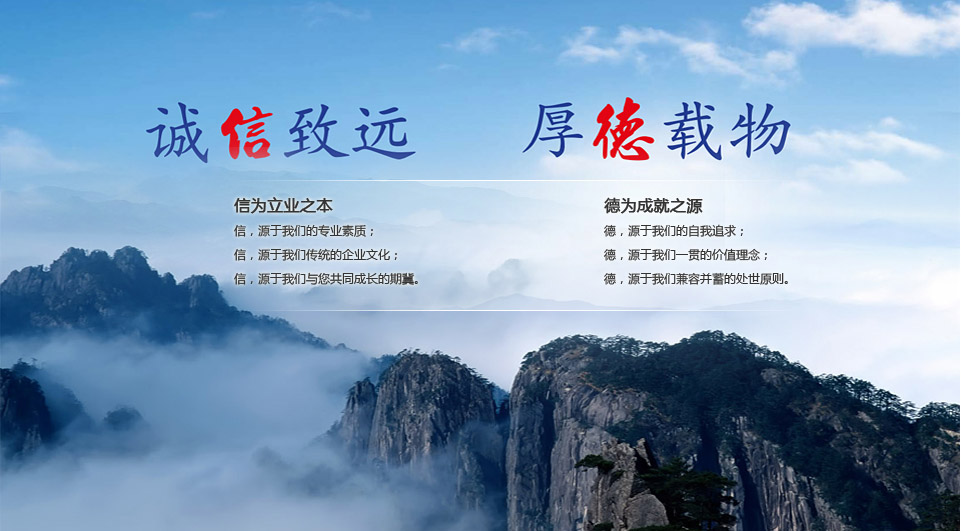 诚信致远
厚德载物
信为立业之本
信，源于我们的专业素质；
信，源于我们传统的企业文化；
信，源于我们与您共同成长的期冀。
德为成就之源
德，源于我们的自我追求；
德，源于我们一贯的价值理念；
德，源于我们兼容并蓄的处世原则。